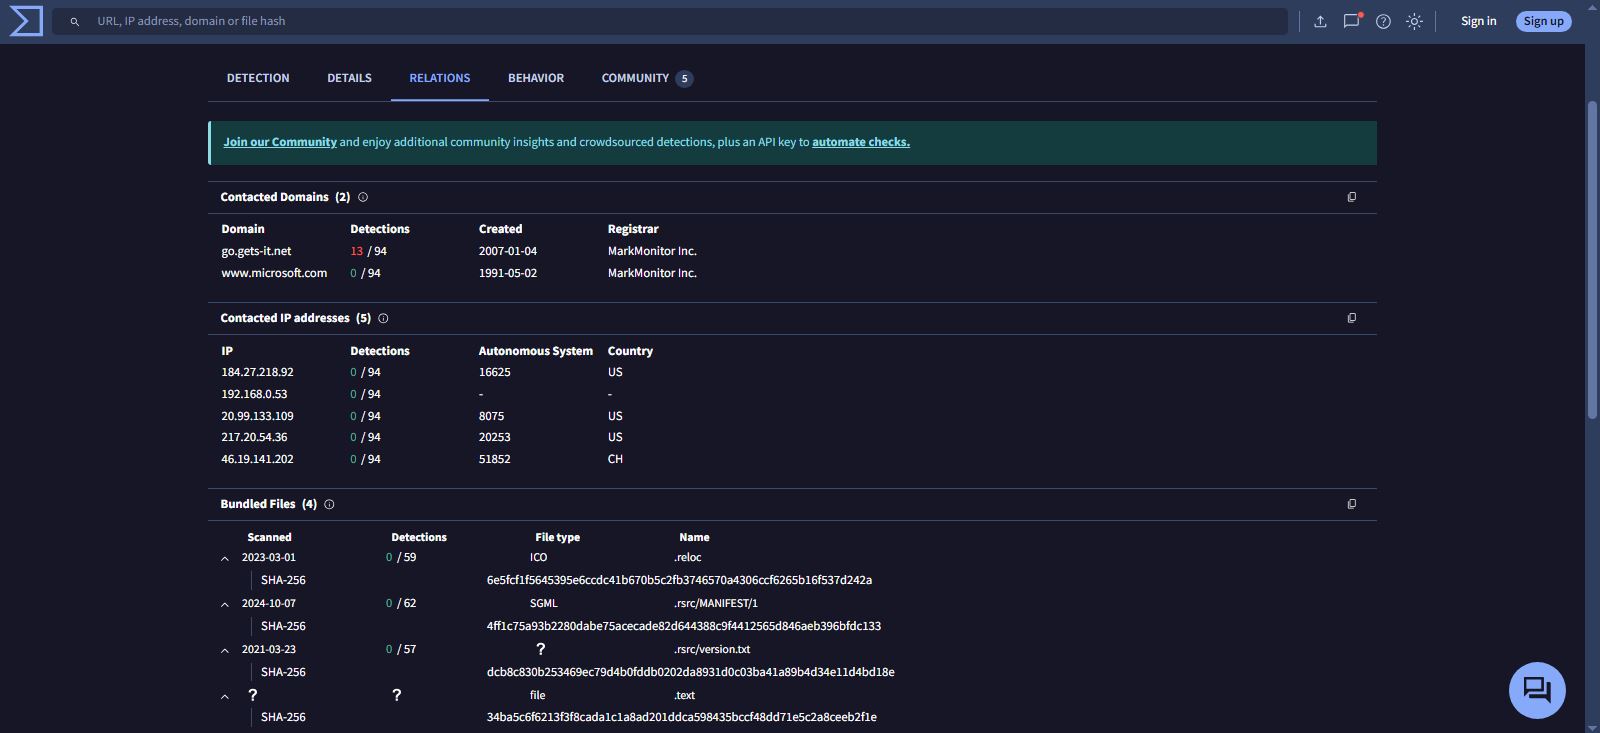 URL, IP address, domain or file hash
Sign in
Sign up
DETECTION DETAILS RELATIONS BEHAVIOR COMMUNITY 5
Join our Community and enjoy additional community insights and crowdsourced detections, plus an API key to automate checks.
Contacted Domains (2)
Domain Detections Created Registrar
go.gets-it.net 13 / 94 2007-01-04 MarkMonitor Inc.
www.microsoft.com 0 / 94 1991-05-02 MarkMonitor Inc.
Contacted IP addresses (5)
IP Detections Autonomous System Country
184.27.218.92 0 / 94 16625 US
192.168.0.53 0 / 94 - -
20.99.133.109 0 / 94 8075 US
217.20.54.36 0 / 94 20253 US
46.19.141.202 0 / 94 51852 CH
Bundled Files (4)
Scanned Detections File type Name
2023-03-01 0 / 59 ICO .reloc
SHA-256 6e5fcf1f5645395e6ccdc41b670b5c2fb3746570a4306ccf6265b16f537d242a
2024-10-07 0 / 62 SGML .rsrc/MANIFEST/1
SHA-256 4ff1c75a93b2280dabe75acecade82d644388c9f4412565d846aeb396bfdc133
2021-03-23 0 / 57 ? .rsrc/version.txt
SHA-256 dcb8c830b253469ec79d4b0fddb0202da8931d0c03ba41a89b4d34e11d4bd18e
? ? file .text
SHA-256 34ba5c6f6213f3f8cada1c1a8ad201ddca598435bccf48dd71e5c2a8ceeb2f1e